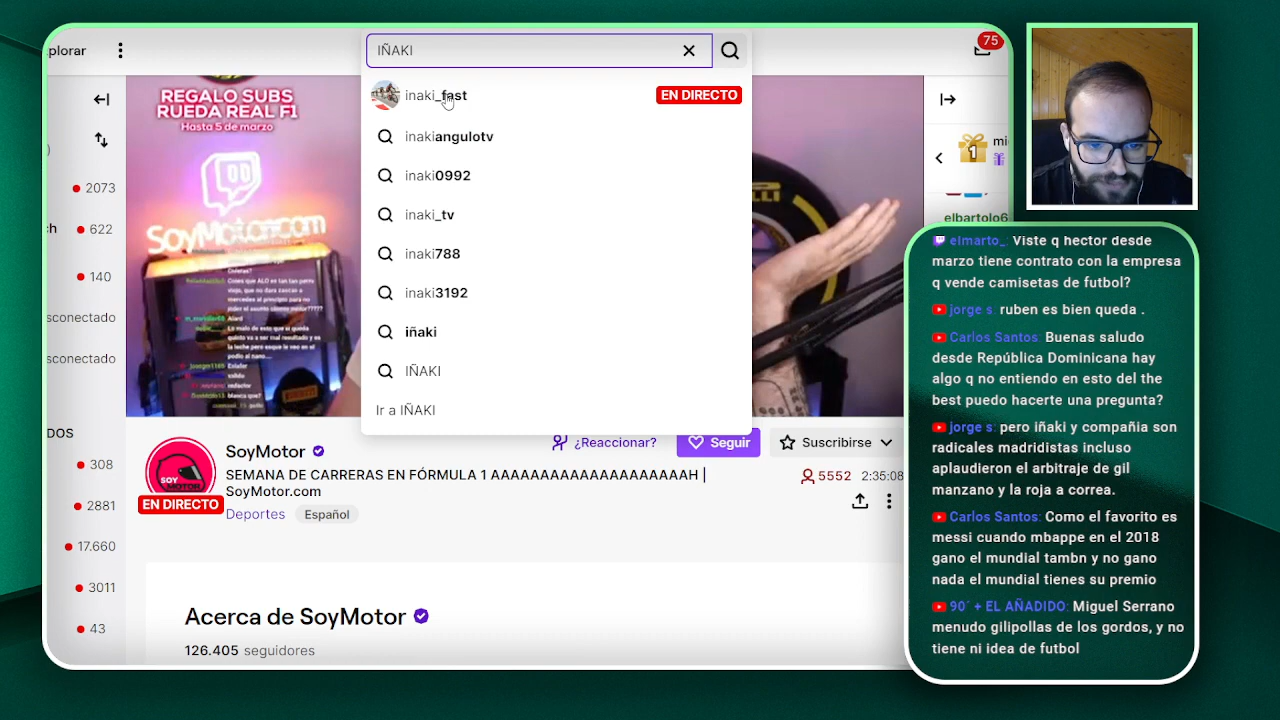 plorar
IÑAKI
75
inaki_fast
EN DIRECTO
inakiangulotv
inaki0992
inaki_tv
inaki788
inaki3192
iñaki
IÑAKI
Ir a IÑAKI
REGALO SUBS
RUEDA REAL F1
Hasta 5 de marzo
SoyMotor.com
2073
622
140
sconectado
sconectado
DOS
308
2881
17.660
3011
43
mi
elbartolo6
SoyMotor
¿Reaccionar?
Seguir
Suscribirse
SEMANA DE CARRERAS EN FÓRMULA 1 AAAAAAAAAAAAAAAAAAAAAH |
SoyMotor.com
5552
2:35:08
SOY
MOTOR
EN DIRECTO
Deportes
Español
Acerca de SoyMotor
126.405 seguidores
elmarto_: Viste q hector desde
marzo tiene contrato con la empresa
q vende camisetas de futbol?
jorge s: ruben es bien queda .
Carlos Santos: Buenas saludo
desde República Dominicana hay
algo q no entiendo en esto del the
best puedo hacerte una pregunta?
jorge s: pero iñaki y compañia son
radicales madridistas incluso
aplaudieron el arbitraje de gil
manzano y la roja a correa.
Carlos Santos: Como el favorito es
messi cuando mbappe en el 2018
gano el mundial tambn y no gano
nada el mundial tienes su premio
90´ + EL AÑADIDO: Miguel Serrano
menudo gilipollas de los gordos, y no
tiene ni idea de futbol